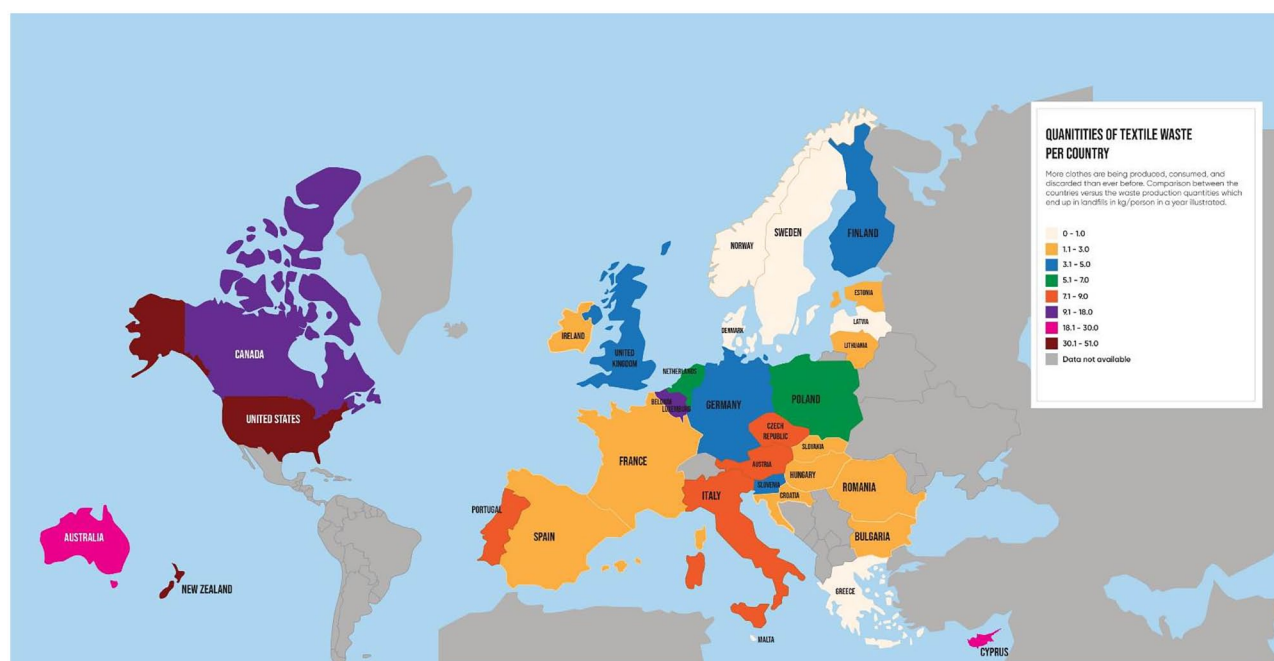 QUANITITIES OF TEXTILE WASTE
PER COUNTRY
More clothes are being produced, consumed, and
discarded than ever before. Comparison between the
countries versus the waste production quantities which
end up in landfills in kg/person in a year illustrated.
0 - 1.0
1.1 - 3.0
3.1 - 5.0
5.1 - 7.0
7.1 - 9.0
9.1 - 18.0
18.1 - 30.0
30.1 - 51.0
Data not available
CANADA
UNITED STATES
AUSTRALIA
NEW ZEALAND
NORWAY
SWEDEN
FINLAND
ESTONIA
LATVIA
LITHUANIA
DENMARK
IRELAND
UNITED
KINGDOM
NETHERLANDS
BELGIUM
LUXEMBURG
GERMANY
POLAND
CZECH
REPUBLIC
SLOVAKIA
AUSTRIA
HUNGARY
SLOVENIA
CROATIA
ROMANIA
BULGARIA
FRANCE
ITALY
PORTUGAL
SPAIN
GREECE
MALTA
CYPRUS